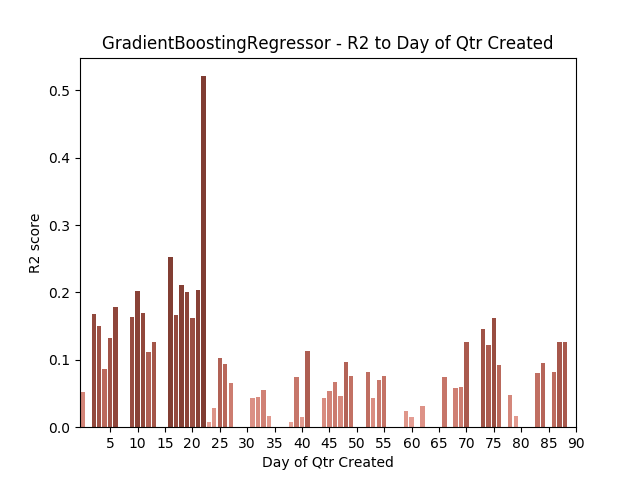 GradientBoostingRegressor - R2 to Day of Qtr Created
0.5
0.4
0.3
0.2
0.1
0.0
R2 score
5 10 15 20 25 30 35 40 45 50 55 60 65 70 75 80 85 90
Day of Qtr Created